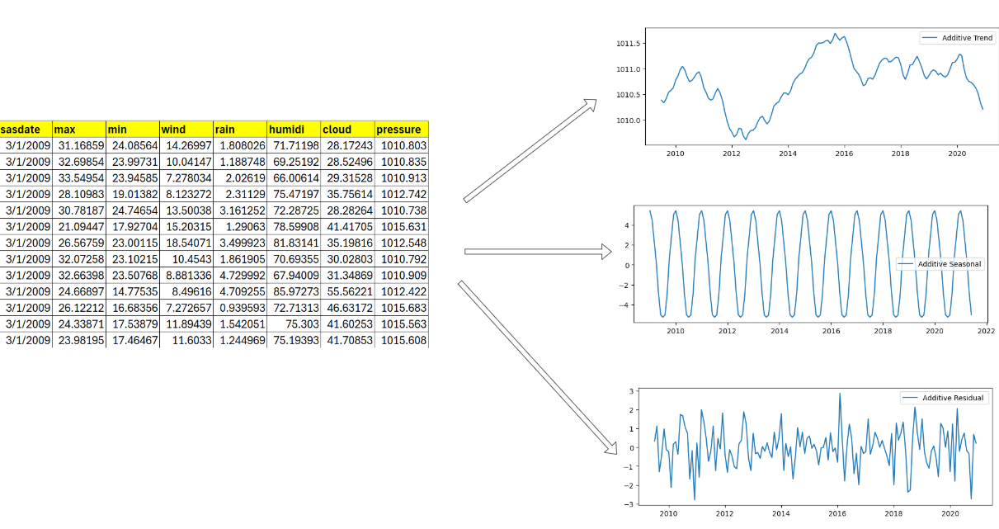 sasdate max min wind rain humidi cloud pressure
3/1/2009 31.16859 24.08564 14.26997 1.808026 71.71198 28.17243 1010.803
3/1/2009 32.69854 23.99731 10.04147 1.188748 69.25192 28.52496 1010.835
3/1/2009 33.54954 23.94585 7.278034 2.02619 66.00614 29.31528 1010.913
3/1/2009 28.10983 19.01382 8.123272 2.31129 75.47197 35.75614 1012.742
3/1/2009 30.78187 24.74654 13.50038 3.161252 72.28725 28.28264 1010.738
3/1/2009 21.09447 17.92704 15.20315 1.29063 78.59908 41.41705 1015.631
3/1/2009 26.56759 23.00115 18.54071 3.499923 81.83141 35.19816 1012.548
3/1/2009 32.07258 23.10215 10.4543 1.861905 70.69355 30.02803 1010.792
3/1/2009 32.66398 23.50768 8.881336 4.729992 67.94009 31.34869 1010.909
3/1/2009 24.66897 14.77535 8.49616 4.709255 85.97273 55.56221 1012.422
3/1/2009 26.12212 16.68356 7.272657 0.939593 72.71313 46.63172 1015.683
3/1/2009 24.33871 17.53879 11.89439 1.542051 75.303 41.60253 1015.563
3/1/2009 23.98195 17.46467 11.6033 1.244969 75.19393 41.70853 1015.608
Additive Trend
1011.5
1011.0
1010.5
1010.0
2010 2012 2014 2016 2018 2020
4
2
0
Additive Seasonal
−2
−4
2010 2012 2014 2016 2018 2020 2022
3
Additive Residual
2
1
0
−1
−2
−3
2010 2012 2014 2016 2018 2020